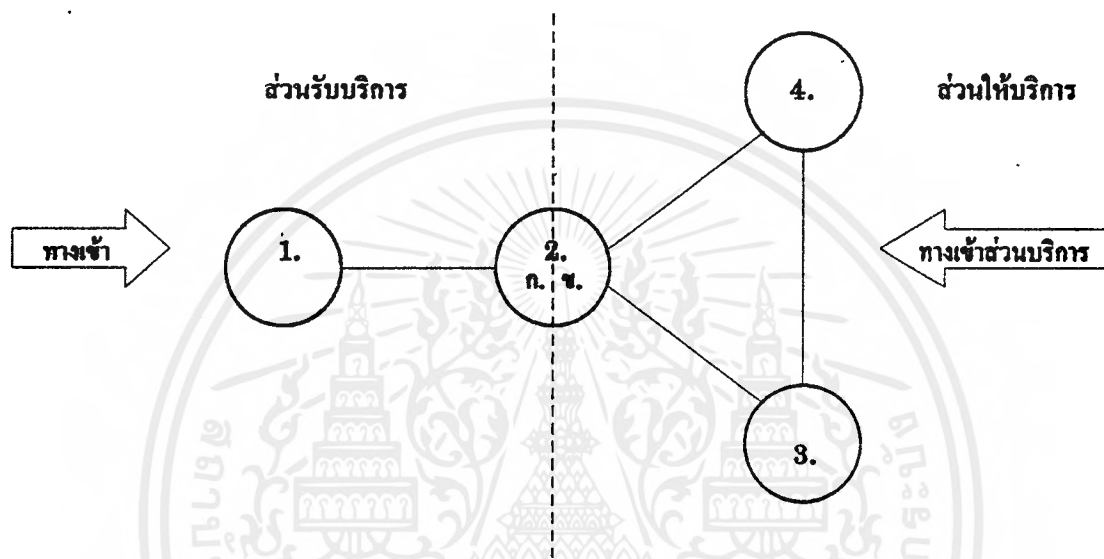 4.
ส่วนรับบริการ
ส่วนให้บริการ
ทางเข้า
1.
2.
ก. ข.
ทางเข้าส่วนบริการ
3.